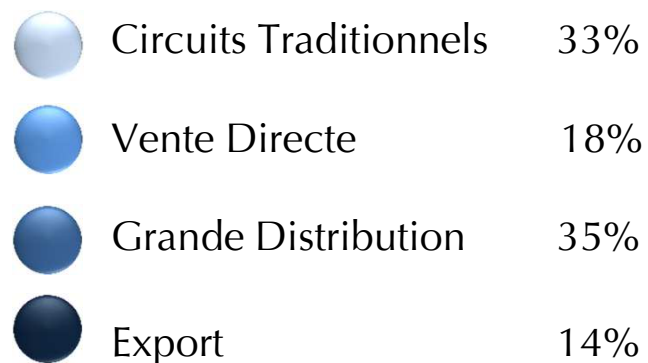 Circuits Traditionnels 33%
Vente Directe 18%
Grande Distribution 35%
Export 14%